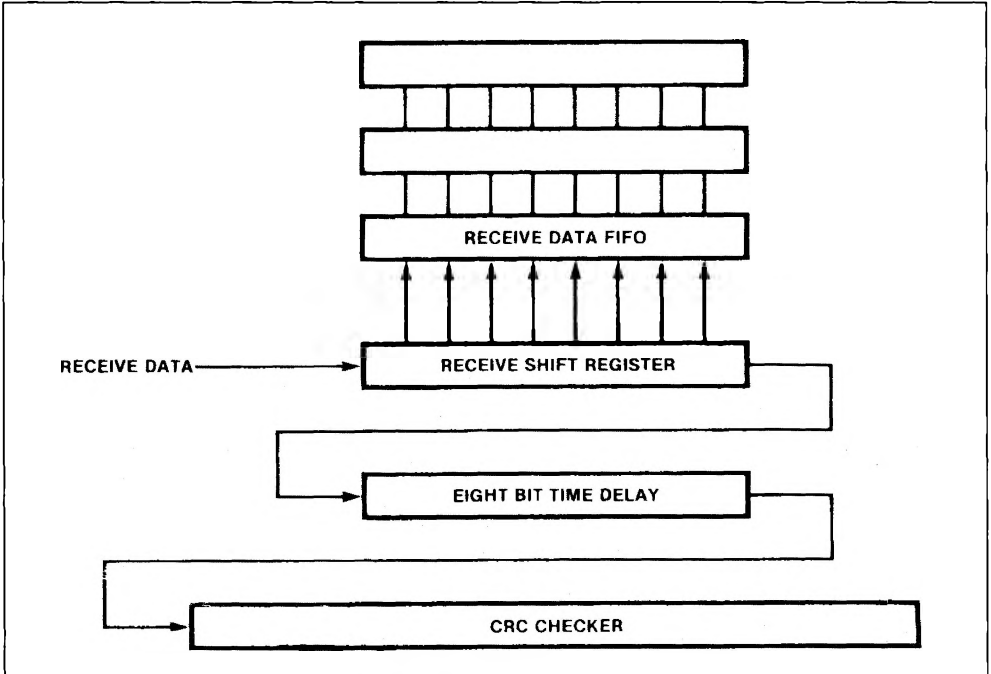 RECEIVE DATA FIFO
RECEIVE DATA
RECEIVE SHIFT REGISTER
EIGHT BIT TIME DELAY
CRC CHECKER